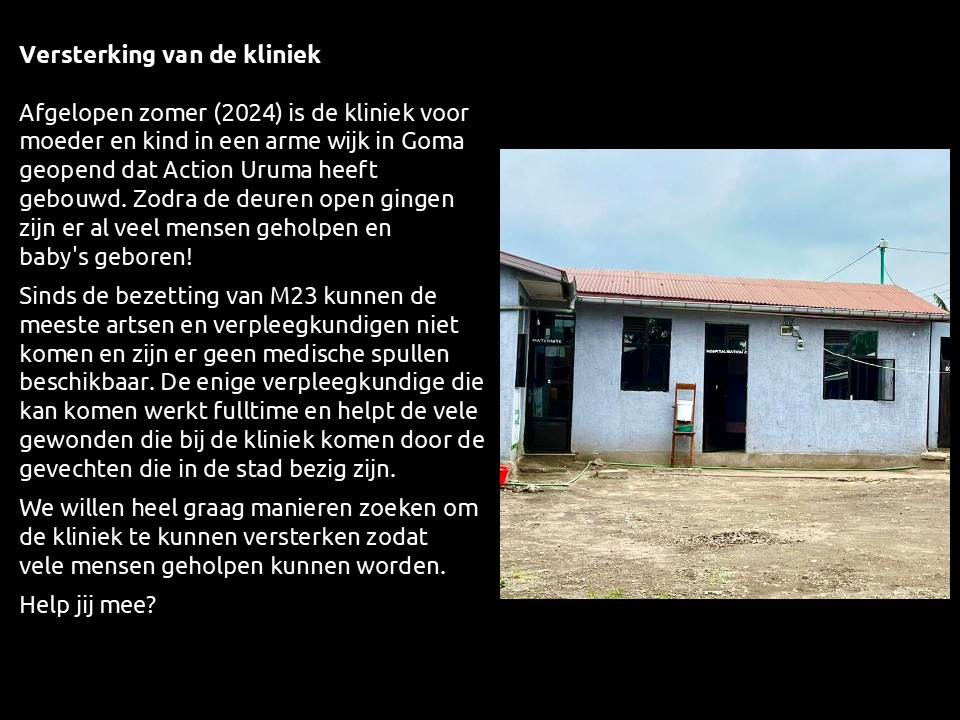 Versterking van de kliniek
Afgelopen zomer (2024) is de kliniek voor
moeder en kind in een arme wijk in Goma
geopend dat Action Uruma heeft
gebouwd. Zodra de deuren open gingen
zijn er al veel mensen geholpen en
baby's geboren!
Sinds de bezetting van M23 kunnen de
meeste artsen en verpleegkundigen niet
komen en zijn er geen medische spullen
beschikbaar. De enige verpleegkundige die
kan komen werkt fulltime en helpt de vele
gewonden die bij de kliniek komen door de
gevechten die in de stad bezig zijn.
We willen heel graag manieren zoeken om
de kliniek te kunnen versterken zodat
vele mensen geholpen kunnen worden.
Help jij mee?
MATERNITE
HOSPITALISATION